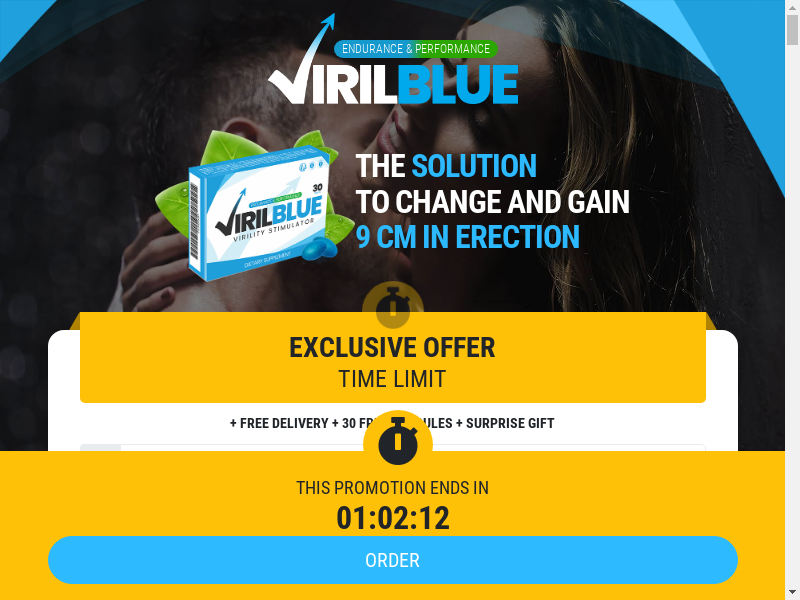 ENDURANCE & PERFORMANCE
VIRILBLUE
THE SOLUTION
TO CHANGE AND GAIN
9 CM IN ERECTION
30
VIRILBLUE
VIRILITY STIMULATOR
DIETARY SUPPLEMENT
EXCLUSIVE OFFER
TIME LIMIT
+ FREE DELIVERY + 30 FR ULES + SURPRISE GIFT
THIS PROMOTION ENDS IN
01:02:12
ORDER